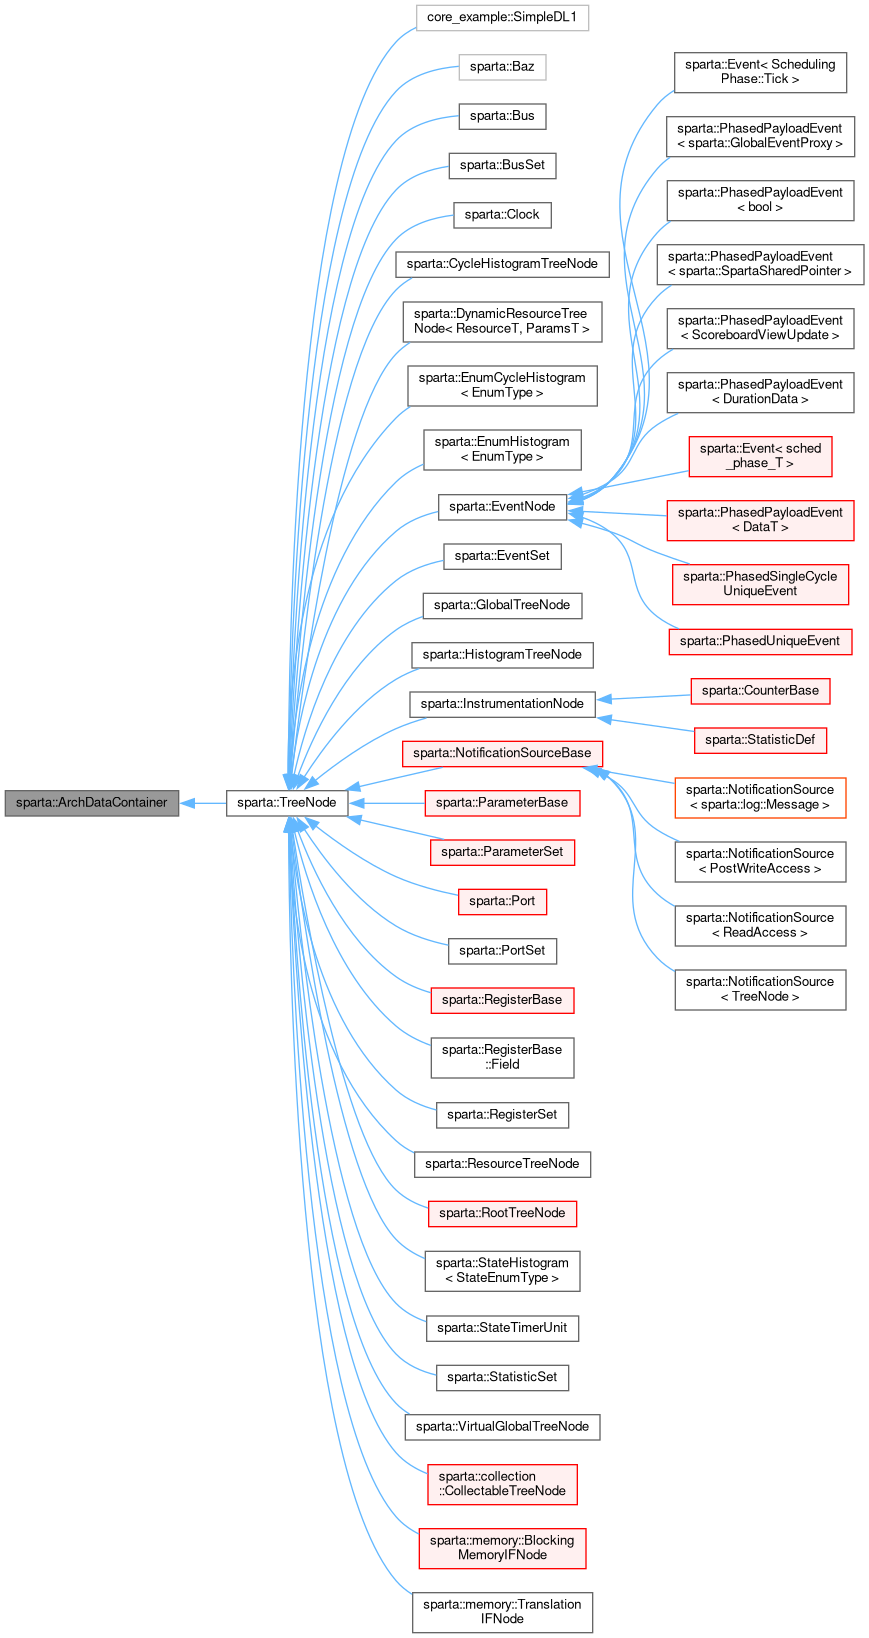 core_example::SimpleDL1
sparta::Baz
sparta::Bus
sparta::BusSet
sparta::Clock
sparta::CycleHistogramTreeNode
sparta::DynamicResourceTree
Node< ResourceT, ParamsT >
sparta::EnumCycleHistogram
< EnumType >
sparta::EnumHistogram
< EnumType >
sparta::EventNode
sparta::EventSet
sparta::GlobalTreeNode
sparta::HistogramTreeNode
sparta::InstrumentationNode
sparta::NotificationSourceBase
sparta::ArchDataContainer
sparta::TreeNode
sparta::ParameterBase
sparta::ParameterSet
sparta::Port
sparta::PortSet
sparta::RegisterBase
sparta::RegisterBase
::Field
sparta::RegisterSet
sparta::ResourceTreeNode
sparta::RootTreeNode
sparta::StateHistogram
< StateEnumType >
sparta::StateTimerUnit
sparta::StatisticSet
sparta::VirtualGlobalTreeNode
sparta::collection
::CollectableTreeNode
sparta::memory::Blocking
MemoryIFNode
sparta::memory::Translation
IFNode
sparta::Event< Scheduling
Phase::Tick >
sparta::PhasedPayloadEvent
< sparta::GlobalEventProxy >
sparta::PhasedPayloadEvent
< bool >
sparta::PhasedPayloadEvent
< sparta::SpartaSharedPointer >
sparta::PhasedPayloadEvent
< ScoreboardViewUpdate >
sparta::PhasedPayloadEvent
< DurationData >
sparta::Event< sched
_phase_T >
sparta::PhasedPayloadEvent
< DataT >
sparta::PhasedSingleCycle
UniqueEvent
sparta::PhasedUniqueEvent
sparta::CounterBase
sparta::StatisticDef
sparta::NotificationSource
< sparta::log::Message >
sparta::NotificationSource
< PostWriteAccess >
sparta::NotificationSource
< ReadAccess >
sparta::NotificationSource
< TreeNode >